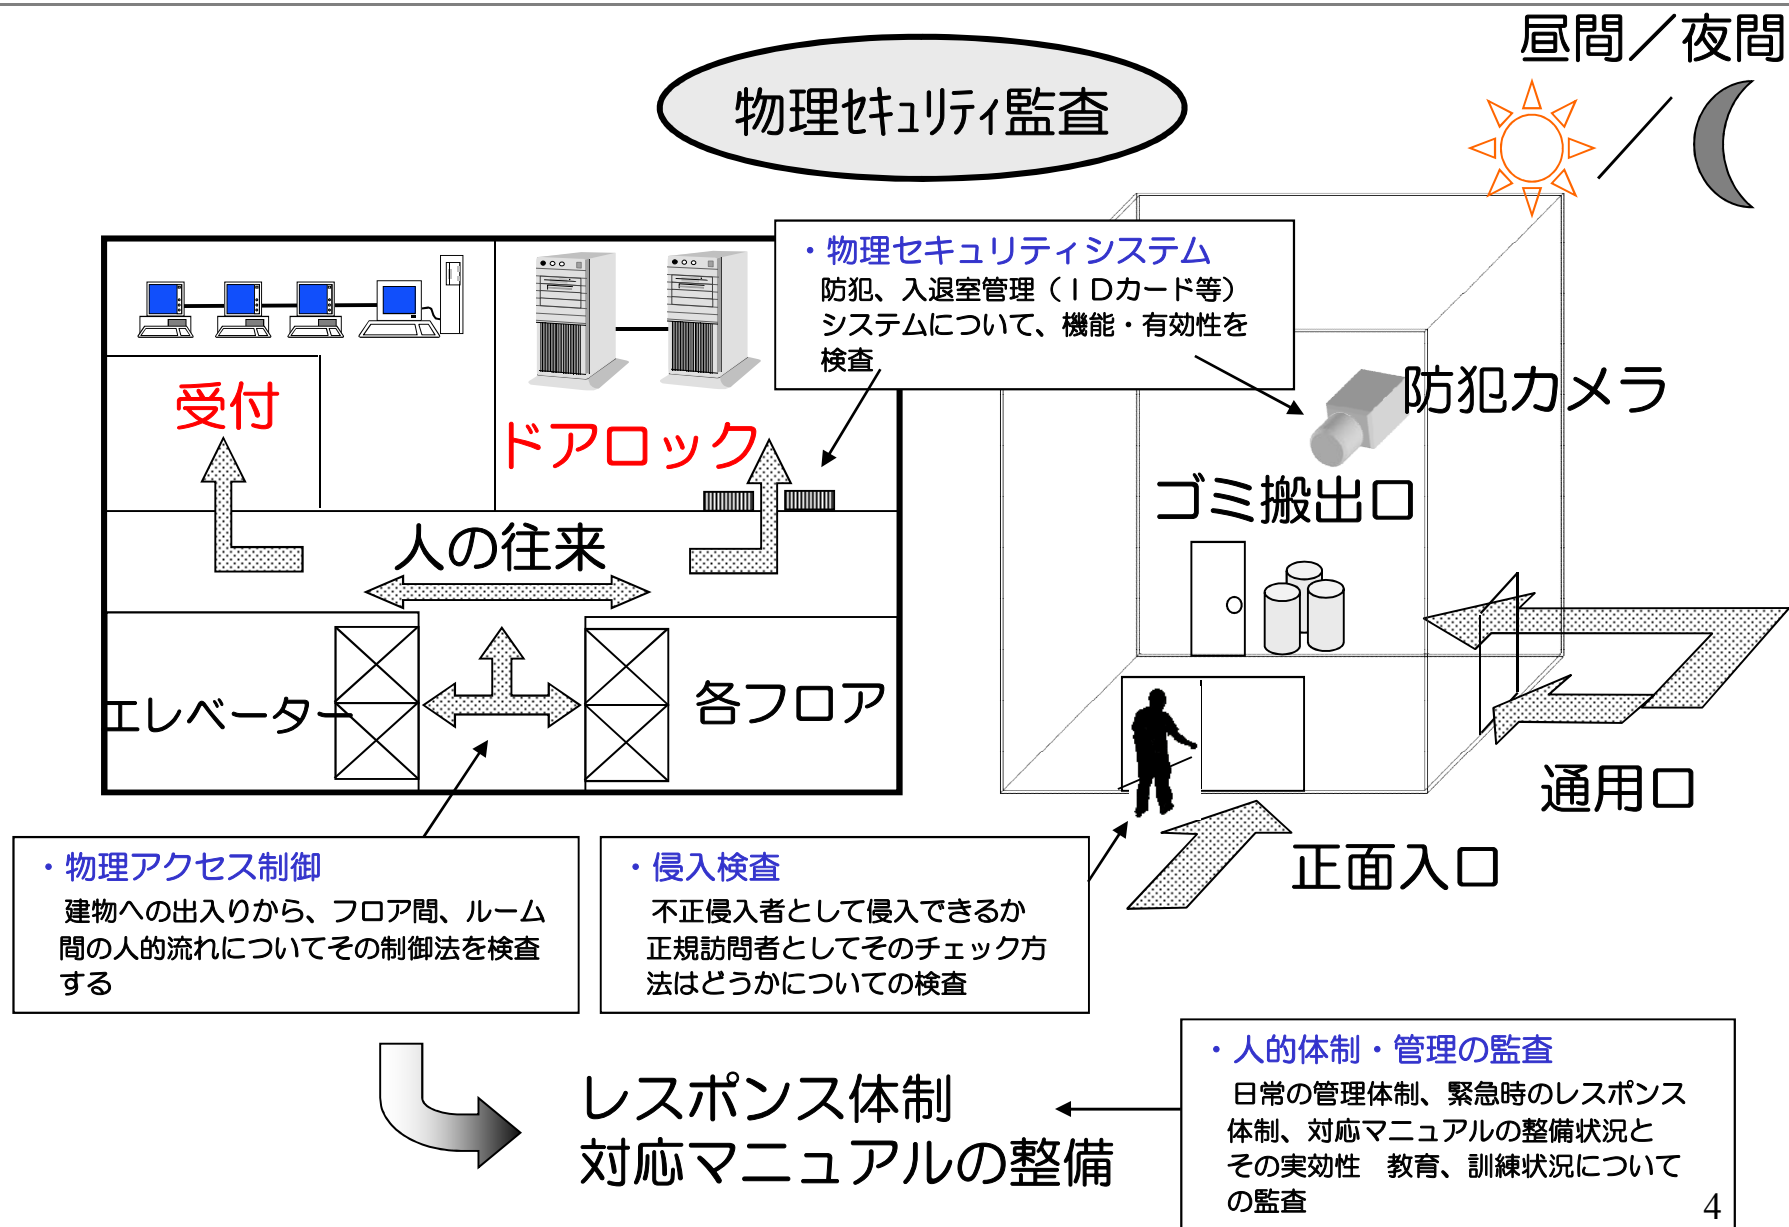 昼間／夜間
物理ｾｷｭﾘﾃｨ監査
・物理セキュリティシステム
防犯、入退室管理（ＩＤカード等）
システムについて、機能・有効性を
検査
受付
ドアロック
防犯カメラ
ゴミ搬出口
人の往来
エレベーター
各フロア
通用口
正面入口
・物理アクセス制御
建物への出入りから、フロア間、ルーム
間の人的流れについてその制御法を検査
する
・侵入検査
不正侵入者として侵入できるか
正規訪問者としてそのチェック方
法はどうかについての検査
レスポンス体制
対応マニュアルの整備
・人的体制・管理の監査
日常の管理体制、緊急時のレスポンス
体制、対応マニュアルの整備状況と
その実効性　教育、訓練状況について
の監査
4